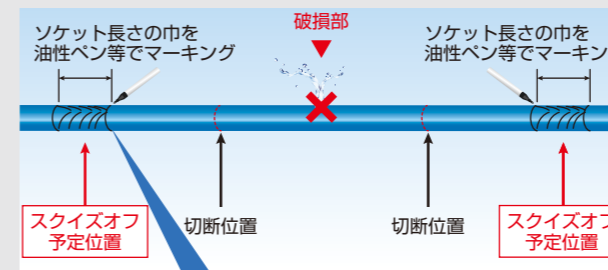 ソケット長さの巾を
油性ペン等でマーキング
破損部
ソケット長さの巾を
油性ペン等でマーキン
スクイズオフ
予定位置
切断位置
切断位置
スクイズオフ
予定位置